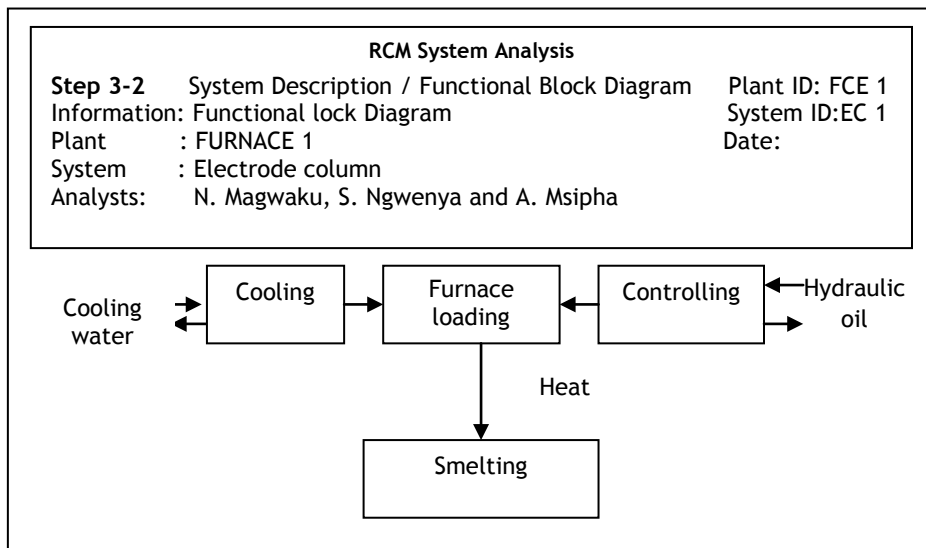 RCM System Analysis
Step 3-2 System Description / Functional Block Diagram Plant ID: FCE 1
Information: Functional lock Diagram System ID:EC 1
Plant : FURNACE 1 Date:
System : Electrode column
Analysts: N. Magwaku, S. Ngwenya and A. Msipha
Cooling
water
Cooling
Furnace
loading
Controlling
Hydraulic
oil
Heat
Smelting